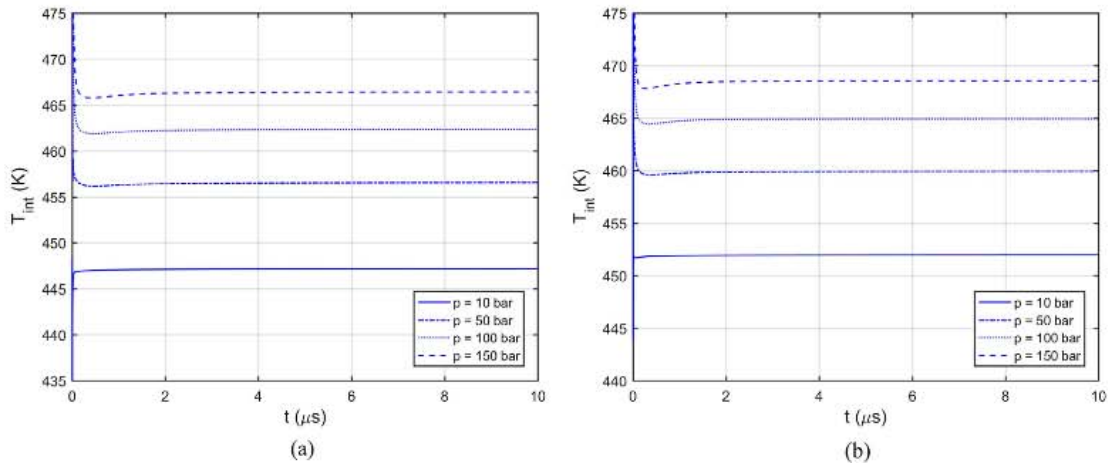 475
470
465
460
455
450
445
440
435
T_int (K)
0
2
4
6
8
10
t (μs)
p = 10 bar
p = 50 bar
p = 100 bar
p = 150 bar
(a)
475
470
465
460
455
450
445
440
T_int (K)
0
2
4
6
8
10
t (μs)
p = 10 bar
p = 50 bar
p = 100 bar
p = 150 bar
(b)